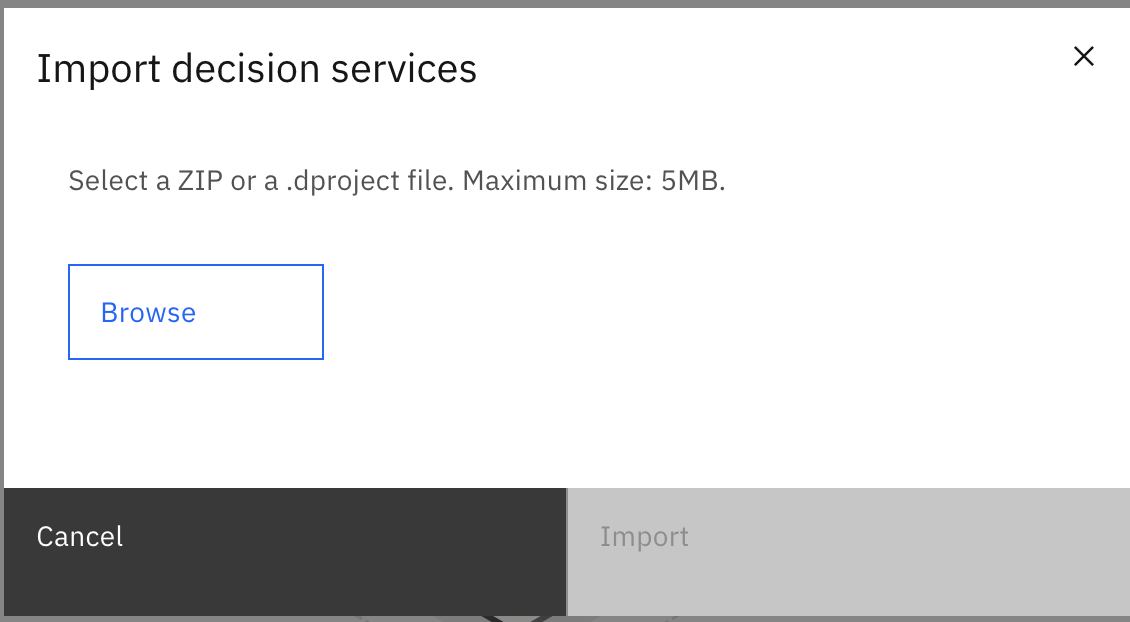 Import decision services
Select a ZIP or a .dproject file. Maximum size: 5MB.
Browse
Cancel
Import